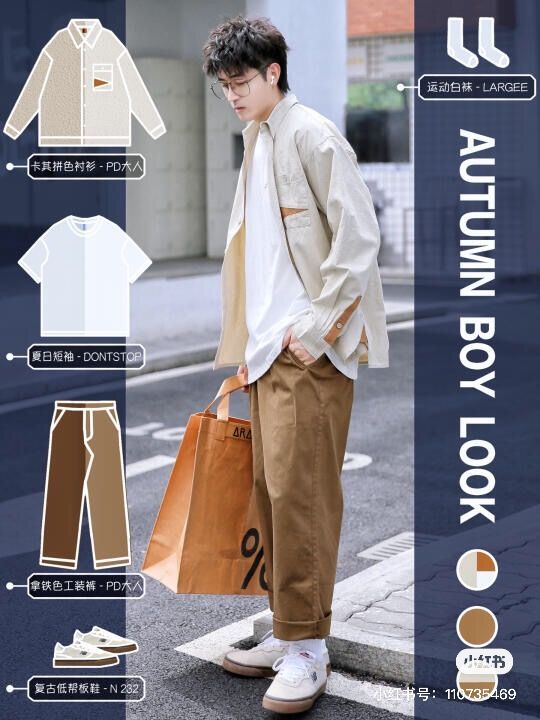 运动白袜 - LARGEE
卡其拼色衬衫 - PD大人
AUTUMN BOY LOOK
夏日短袖 - DONTSTOP
ARA
%
拿铁色工装裤 - PD大人
复古低帮板鞋 - N 232
小红书
小红书号：110735469